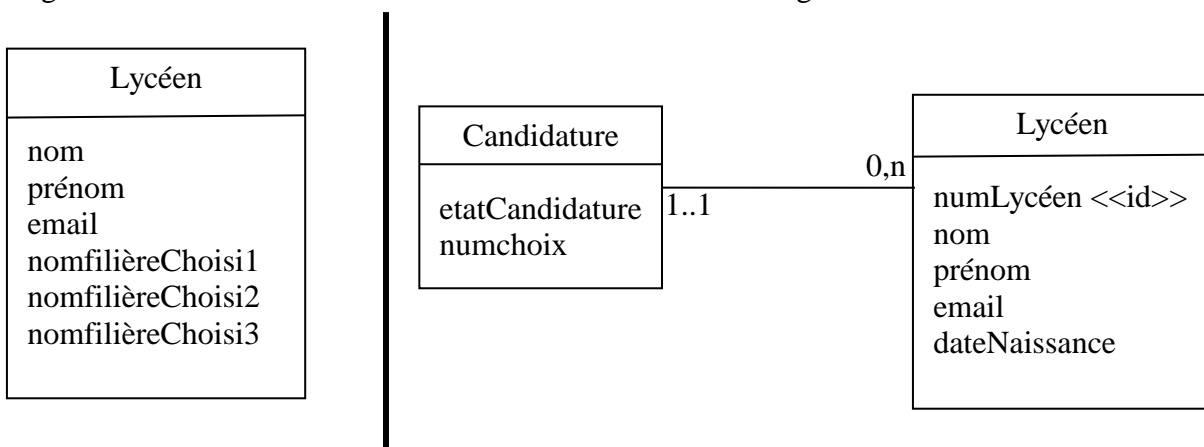 Lycéen
nom
prénom
email
nomfilièreChoisi1
nomfilièreChoisi2
nomfilièreChoisi3
Candidature
etatCandidature
numchoix
1..1
0,n
Lycéen
numLycéen <<id>>
nom
prénom
email
dateNaissance